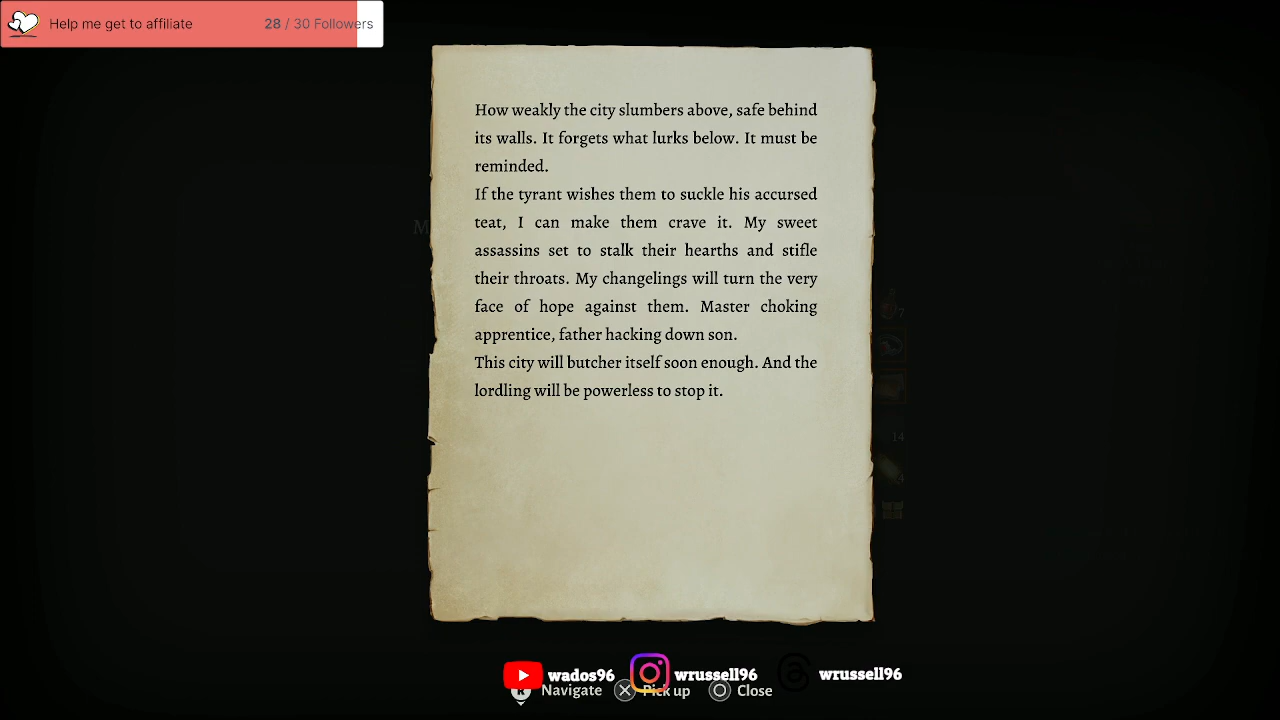 Help me get to affiliate 28 / 30 Followers
How weakly the city slumbers above, safe behind
its walls. It forgets what lurks below. It must be
reminded.
If the tyrant wishes them to suckle his accursed
teat, I can make them crave it. My sweet
assassins set to stalk their hearths and stifle
their throats. My changelings will turn the very
face of hope against them. Master choking
apprentice, father hacking down son.
This city will butcher itself soon enough. And the
lordling will be powerless to stop it.
wados96 wrussell96 wrussell96
R Navigate Pick up Close
M
7
14
4